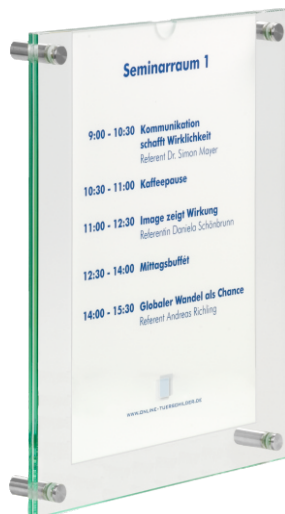 Seminarraum 1
9:00 - 10:30 Kommunikation
schafft Wirklichkeit
Referent Dr. Simon Mayer
10:30 - 11:00 Kaffeepause
11:00 - 12:30 Image zeigt Wirkung
Referentin Daniela Schönbrunn
12:30 - 14:00 Mittagsbuffét
14:00 - 15:30 Globaler Wandel als Chance
Referent Andreas Richling
WWW.ONLINE-TUERSCHILDER.DE